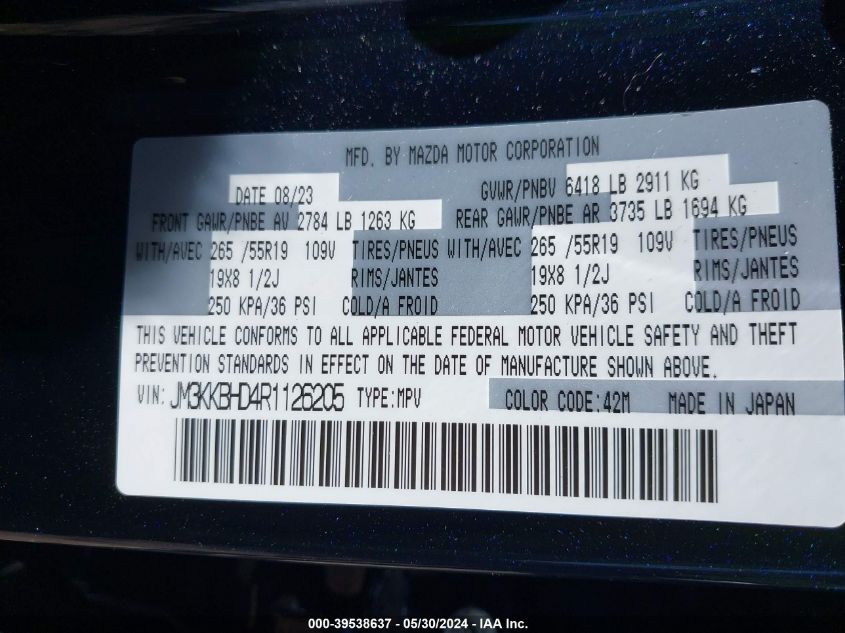 MFD. BY MAZDA MOTOR CORPORATION
DATE 08/23 GVWR/PNBV 6418 LB 2911 KG
FRONT GAWR/PNBE AV 2784 LB 1263 KG REAR GAWR/PNBE AR 3735 LB 1694 KG
WITH/AVEC 265 /55R19 109V TIRES/PNEUS WITH/AVEC 265 /55R19 109V TIRES/PNEUS
19X8 1/2J RIMS/JANTES 19X8 1/2J RIMS/JANTES
250 KPA/36 PSI COLD/A FROID 250 KPA/36 PSI COLD/A FROID
THIS VEHICLE CONFORMS TO ALL APPLICABLE FEDERAL MOTOR VEHICLE SAFETY AND THEFT
PREVENTION STANDARDS IN EFFECT ON THE DATE OF MANUFACTURE SHOWN ABOVE.
VIN: JM3KKBHD4R1126205 TYPE:MPV COLOR CODE:42M MADE IN JAPAN
000-39538637 - 05/30/2024 - IAA Inc.